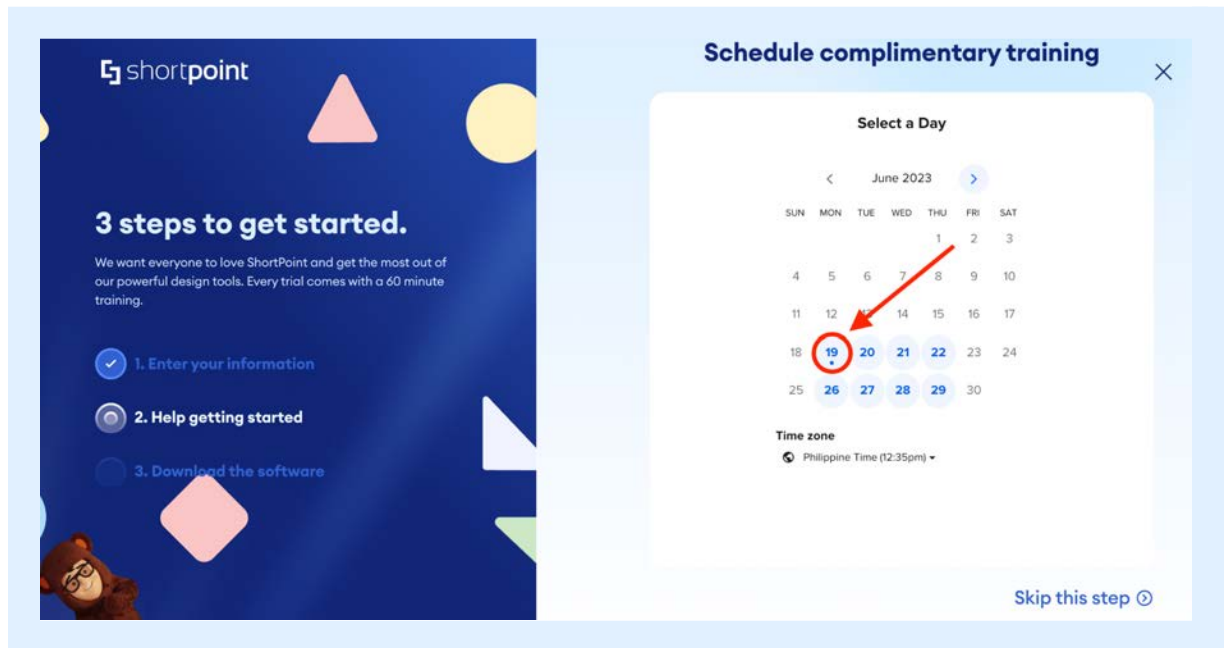 shortpoint
3 steps to get started.
We want everyone to love ShortPoint and get the most out of
our powerful design tools. Every trial comes with a 60 minute
training.
1. Enter your information
2. Help getting started
3. Download the software
Schedule complimentary training
Select a Day
June 2023
SUN MON TUE WED THU FRI SAT
1 2 3
4 5 6 7 8 9 10
11 12 13 14 15 16 17
18 19 20 21 22 23 24
25 26 27 28 29 30
Time zone
Philippine Time (12:35pm)
Skip this step